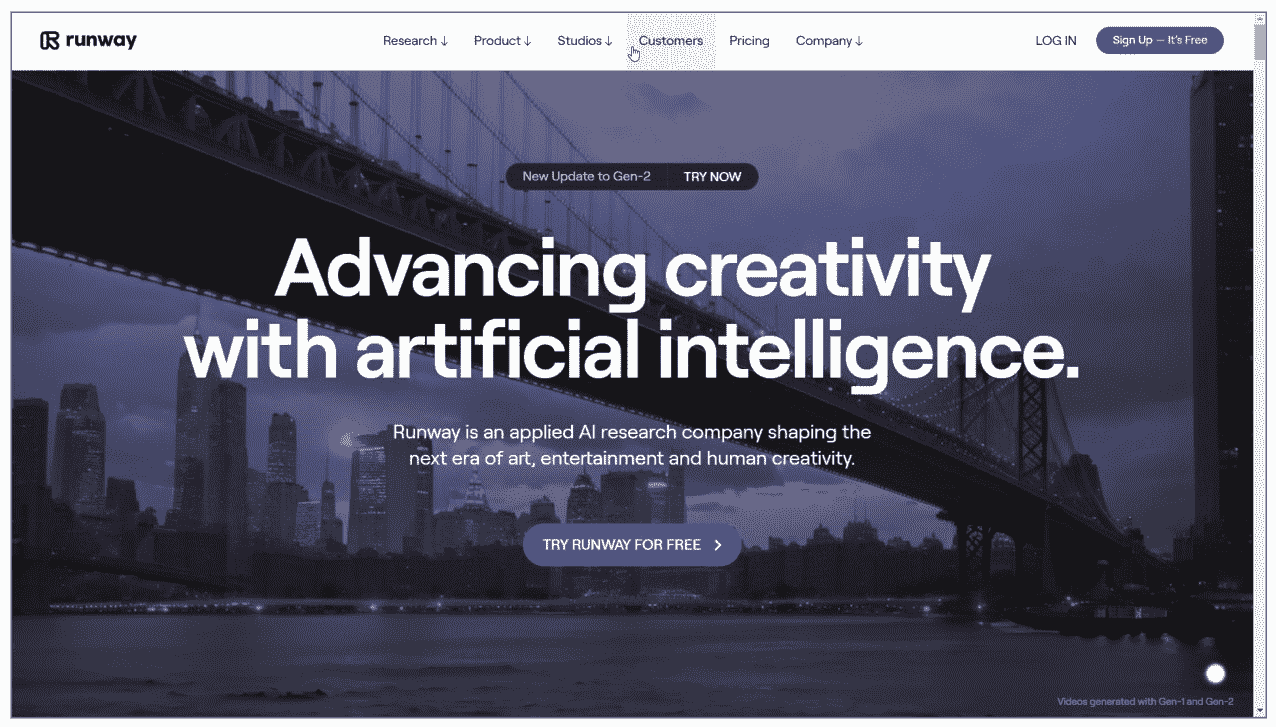 runway
Research ↓
Product ↓
Studios ↓
Customers
Pricing
Company ↓
LOG IN
Sign Up — It's Free
New Update to Gen-2
TRY NOW
Advancing creativity
with artificial intelligence.
Runway is an applied AI research company shaping the
next era of art, entertainment and human creativity.
TRY RUNWAY FOR FREE
Videos generated with Gen-1 and Gen-2